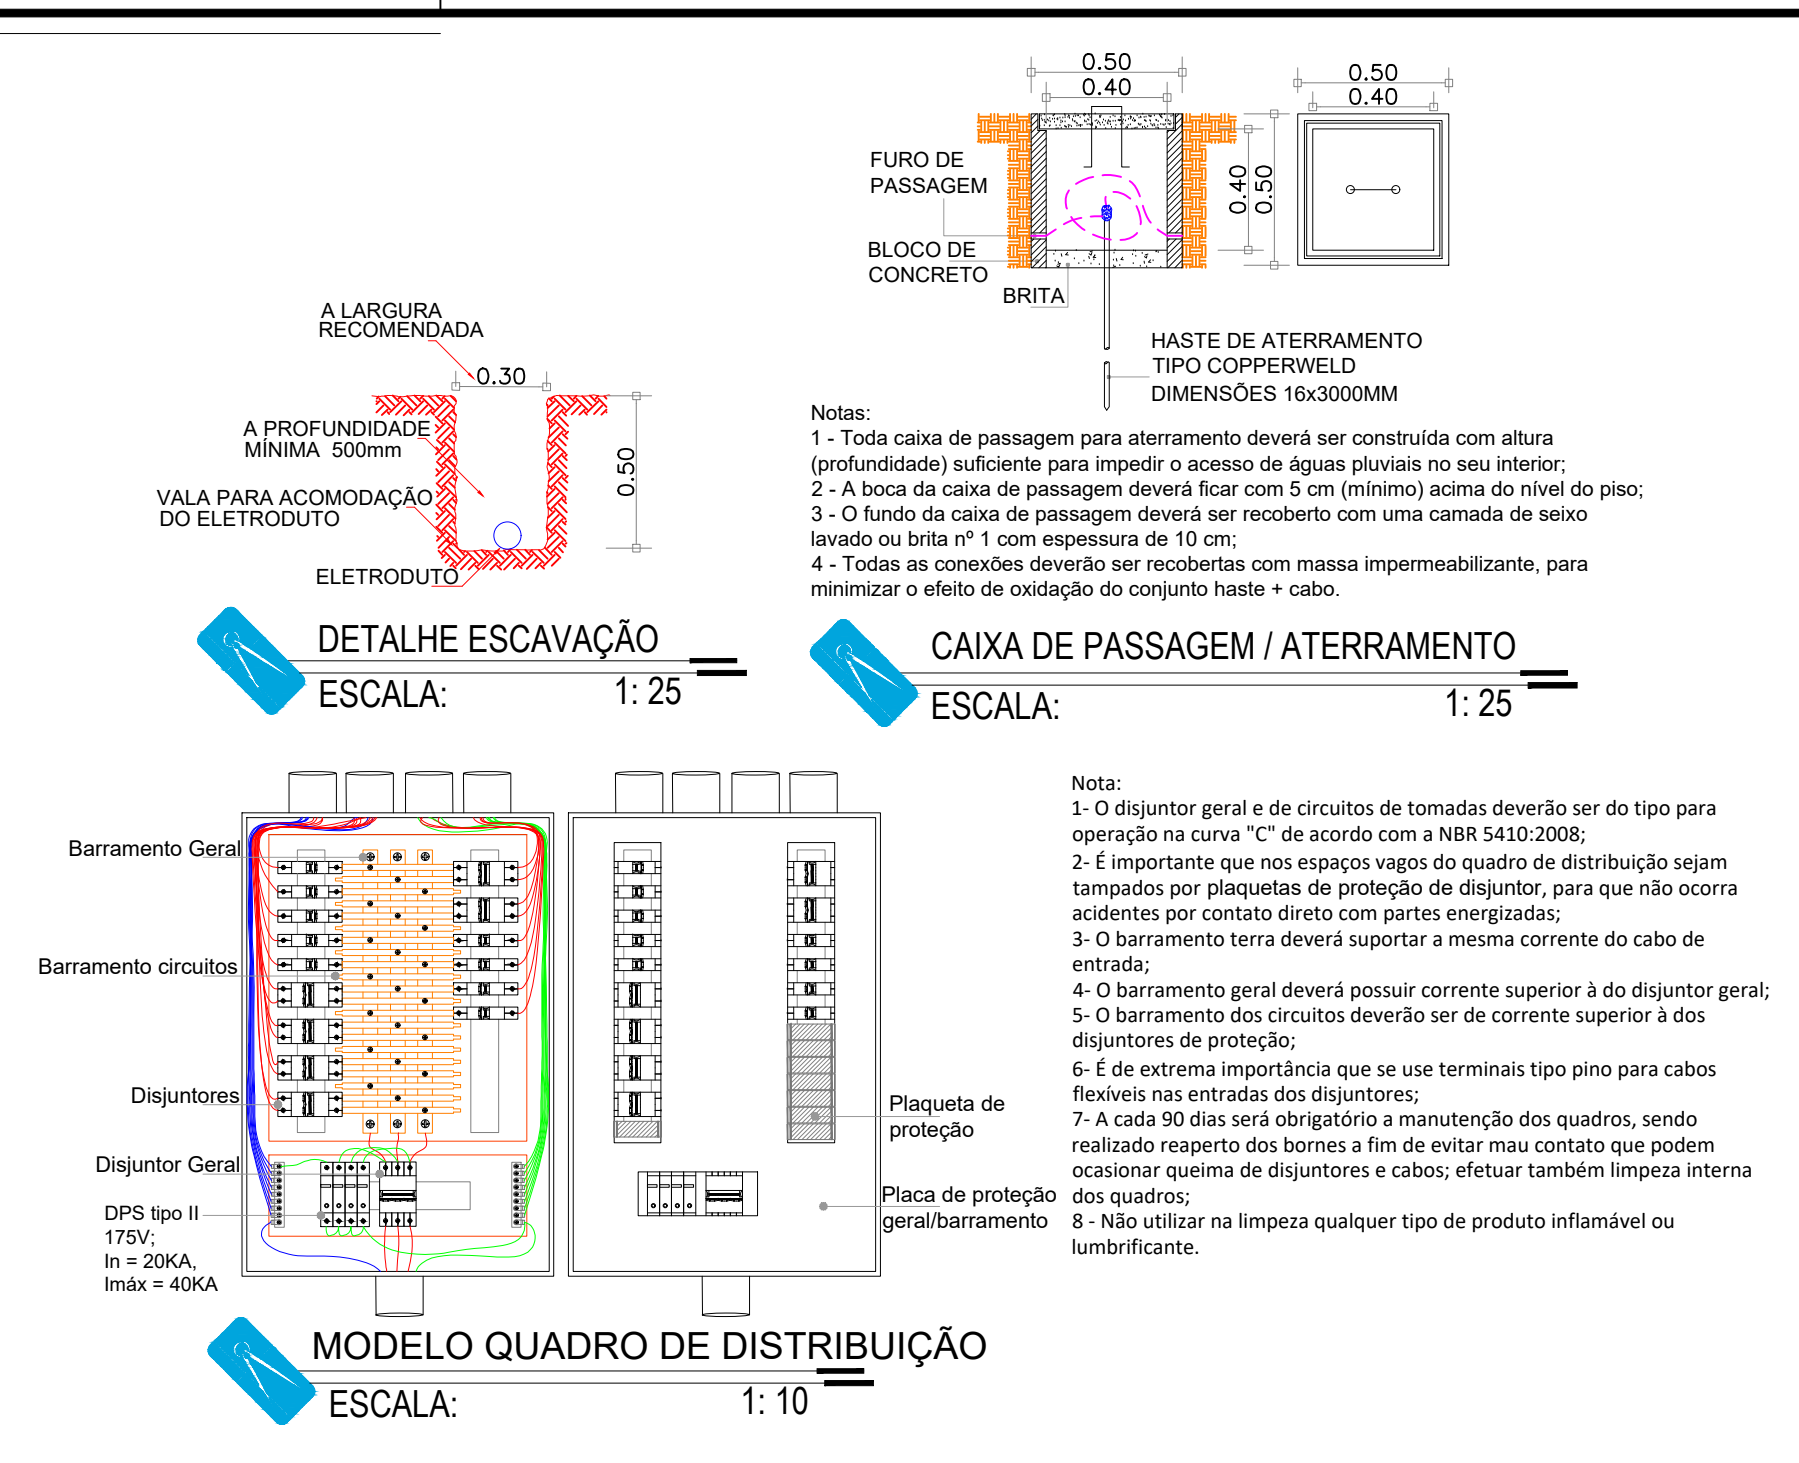 0.50
0.40
0.50
0.40
FURO DE
PASSAGEM
0.40
0.50
BLOCO DE
CONCRETO
BRITA
HASTE DE ATERRAMENTO
TIPO COPPERWELD
DIMENSÕES 16x3000MM
A LARGURA
RECOMENDADA
0.30
A PROFUNDIDADE
MÍNIMA 500mm
0.50
VALA PARA ACOMODAÇÃO
DO ELETRODUTO
ELETRODUTO
Notas:
1 - Toda caixa de passagem para aterramento deverá ser construída com altura
(profundidade) suficiente para impedir o acesso de águas pluviais no seu interior;
2 - A boca da caixa de passagem deverá ficar com 5 cm (mínimo) acima do nível do piso;
3 - O fundo da caixa de passagem deverá ser recoberto com uma camada de seixo
lavado ou brita nº 1 com espessura de 10 cm;
4 - Todas as conexões deverão ser recobertas com massa impermeabilizante, para
minimizar o efeito de oxidação do conjunto haste + cabo.
DETALHE ESCAVAÇÃO
ESCALA: 1: 25
CAIXA DE PASSAGEM / ATERRAMENTO
ESCALA: 1: 25
Barramento Geral
Barramento circuitos
Disjuntores
Disjuntor Geral
DPS tipo II
175V;
In = 20KA,
Imáx = 40KA
Plaqueta de
proteção
Placa de proteção
geral/barramento
Nota:
1- O disjuntor geral e de circuitos de tomadas deverão ser do tipo para
operação na curva "C" de acordo com a NBR 5410:2008;
2- É importante que nos espaços vagos do quadro de distribuição sejam
tampados por plaquetas de proteção de disjuntor, para que não ocorra
acidentes por contato direto com partes energizadas;
3- O barramento terra deverá suportar a mesma corrente do cabo de
entrada;
4- O barramento geral deverá possuir corrente superior à do disjuntor geral;
5- O barramento dos circuitos deverão ser de corrente superior à dos
disjuntores de proteção;
6- É de extrema importância que se use terminais tipo pino para cabos
flexíveis nas entradas dos disjuntores;
7- A cada 90 dias será obrigatório a manutenção dos quadros, sendo
realizado reaperto dos bornes a fim de evitar mau contato que podem
ocasionar queima de disjuntores e cabos; efetuar também limpeza interna
dos quadros;
8 - Não utilizar na limpeza qualquer tipo de produto inflamável ou
lumbrificante.
MODELO QUADRO DE DISTRIBUIÇÃO
ESCALA: 1: 10